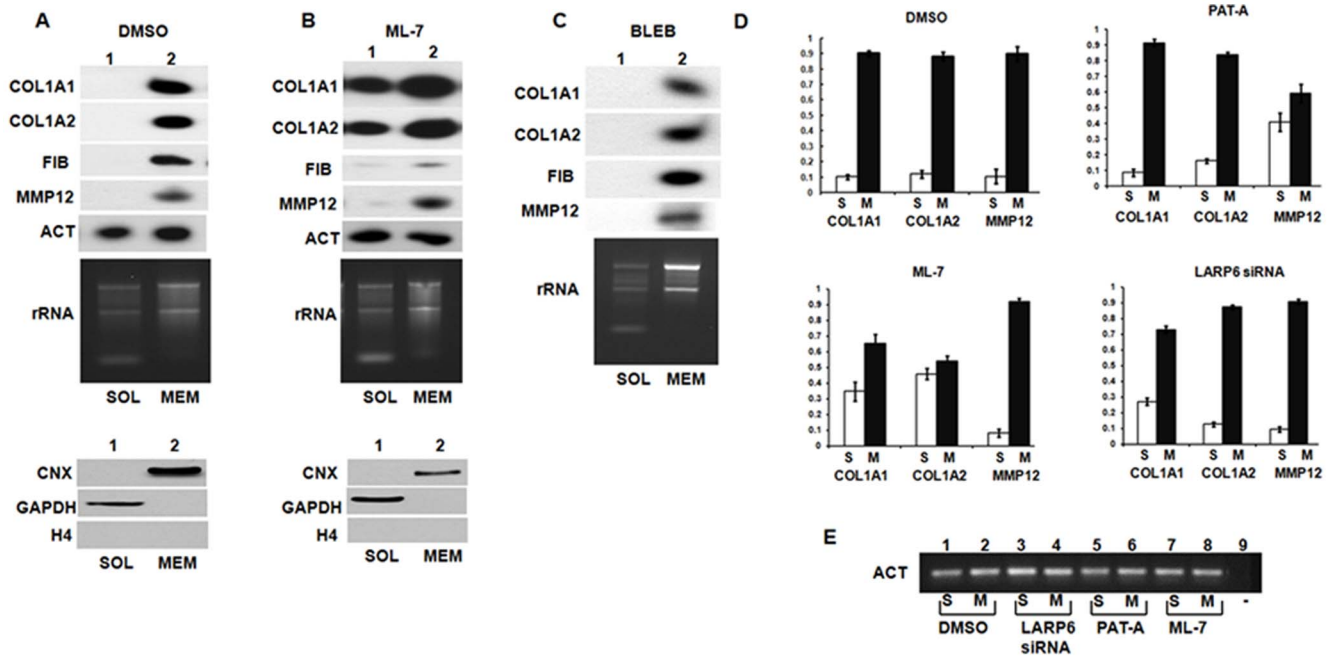 A
DMSO
1 2
COL1A1
COL1A2
FIB
MMP12
ACT
rRNA
SOL MEM
1 2
CNX
GAPDH
H4
SOL MEM
B
ML-7
1 2
COL1A1
COL1A2
FIB
MMP12
ACT
rRNA
SOL MEM
1 2
CNX
GAPDH
H4
SOL MEM
C
BLEB
1 2
COL1A1
COL1A2
FIB
MMP12
rRNA
SOL MEM
D
DMSO
1
0.9
0.8
0.7
0.6
0.5
0.4
0.3
0.2
0.1
0
S M S M S M
COL1A1 COL1A2 MMP12
PAT-A
1
0.9
0.8
0.7
0.6
0.5
0.4
0.3
0.2
0.1
0
S M S M S M
COL1A1 COL1A2 MMP12
ML-7
1
0.9
0.8
0.7
0.6
0.5
0.4
0.3
0.2
0.1
0
S M S M S M
COL1A1 COL1A2 MMP12
LARP6 siRNA
1
0.9
0.8
0.7
0.6
0.5
0.4
0.3
0.2
0.1
0
S M S M S M
COL1A1 COL1A2 MMP12
E
1 2 3 4 5 6 7 8 9
ACT
S M S M S M S M -
DMSO LARP6 PAT-A ML-7
siRNA